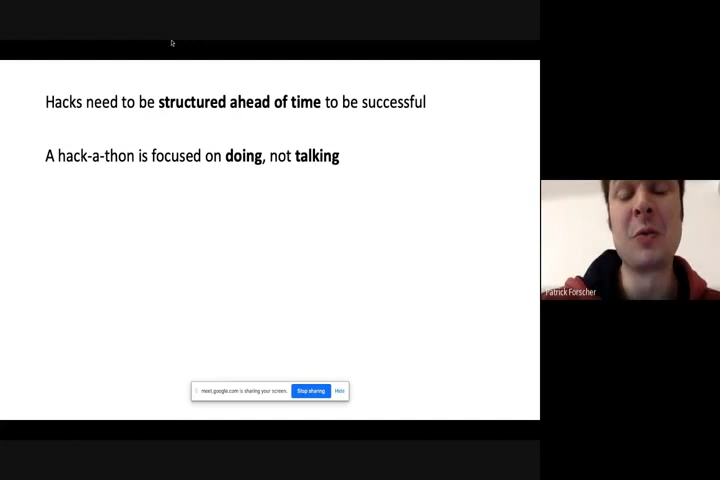 Hacks need to be structured ahead of time to be successful
A hack-a-thon is focused on doing, not talking
Patrick Forscher
meet.google.com is sharing your screen. Stop sharing Hide